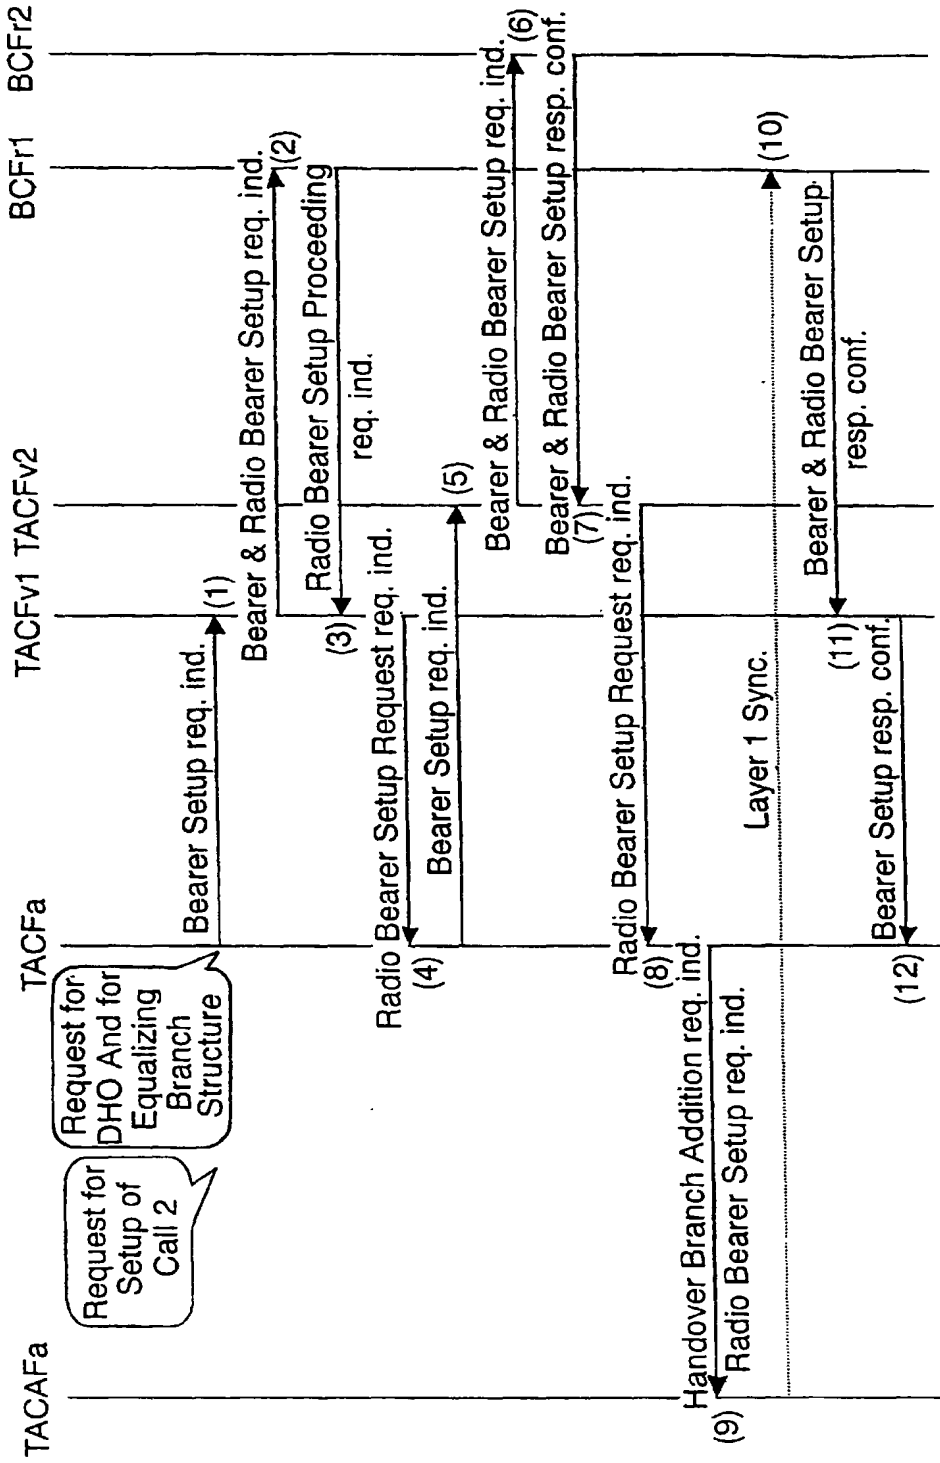 TACAFa
TACFa
TACFv1
TACFv2
BCFr1
BCFr2
Request for
Setup of
Call 2
Request for
DHO And for
Equalizing
Branch
Structure
Bearer Setup req. ind.
(1)
Bearer & Radio Bearer Setup req. ind.
(2)
Radio Bearer Setup Proceeding
req. ind.
(3)
Radio Bearer Setup Request req. ind.
(4)
Bearer Setup req. ind.
(5)
Bearer & Radio Bearer Setup req. ind.
(6)
Bearer & Radio Bearer Setup resp. conf.
(7)
Radio Bearer Setup Request req. ind.
(8)
Handover Branch Addition req. ind.
Radio Bearer Setup req. ind.
(9)
Layer 1 Sync.
(10)
Bearer & Radio Bearer Setup
resp. conf.
(11)
Bearer Setup resp. conf.
(12)